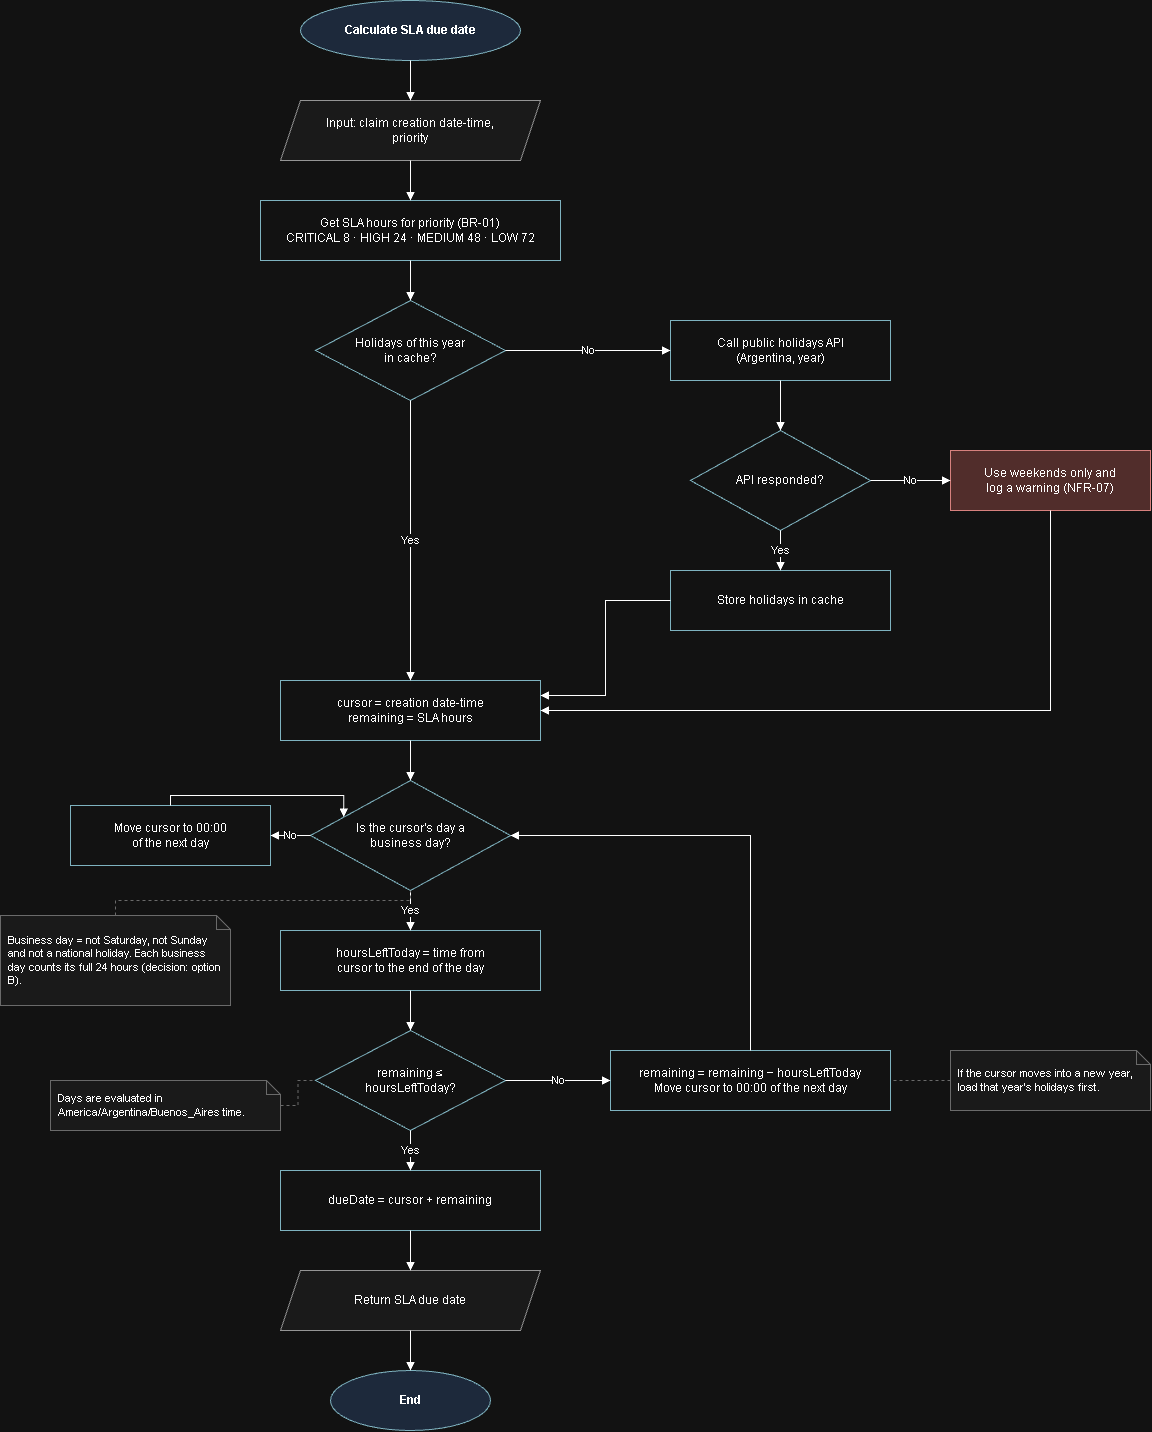 Calculate SLA due date
Input: claim creation date-time,
priority
Get SLA hours for priority (BR-01)
CRITICAL 8 · HIGH 24 · MEDIUM 48 · LOW 72
Holidays of this year
in cache?
No
Call public holidays API
(Argentina, year)
API responded?
No
Use weekends only and
log a warning (NFR-07)
Yes
Yes
Store holidays in cache
cursor = creation date-time
remaining = SLA hours
Is the cursor's day a
business day?
No
Move cursor to 00:00
of the next day
Yes
Business day = not Saturday, not Sunday
and not a national holiday. Each business
day counts its full 24 hours (decision: option
B).
hoursLeftToday = time from
cursor to the end of the day
remaining ≤
hoursLeftToday?
No
remaining = remaining − hoursLeftToday
Move cursor to 00:00 of the next day
If the cursor moves into a new year,
load that year's holidays first.
Days are evaluated in
America/Argentina/Buenos_Aires time.
Yes
dueDate = cursor + remaining
Return SLA due date
End